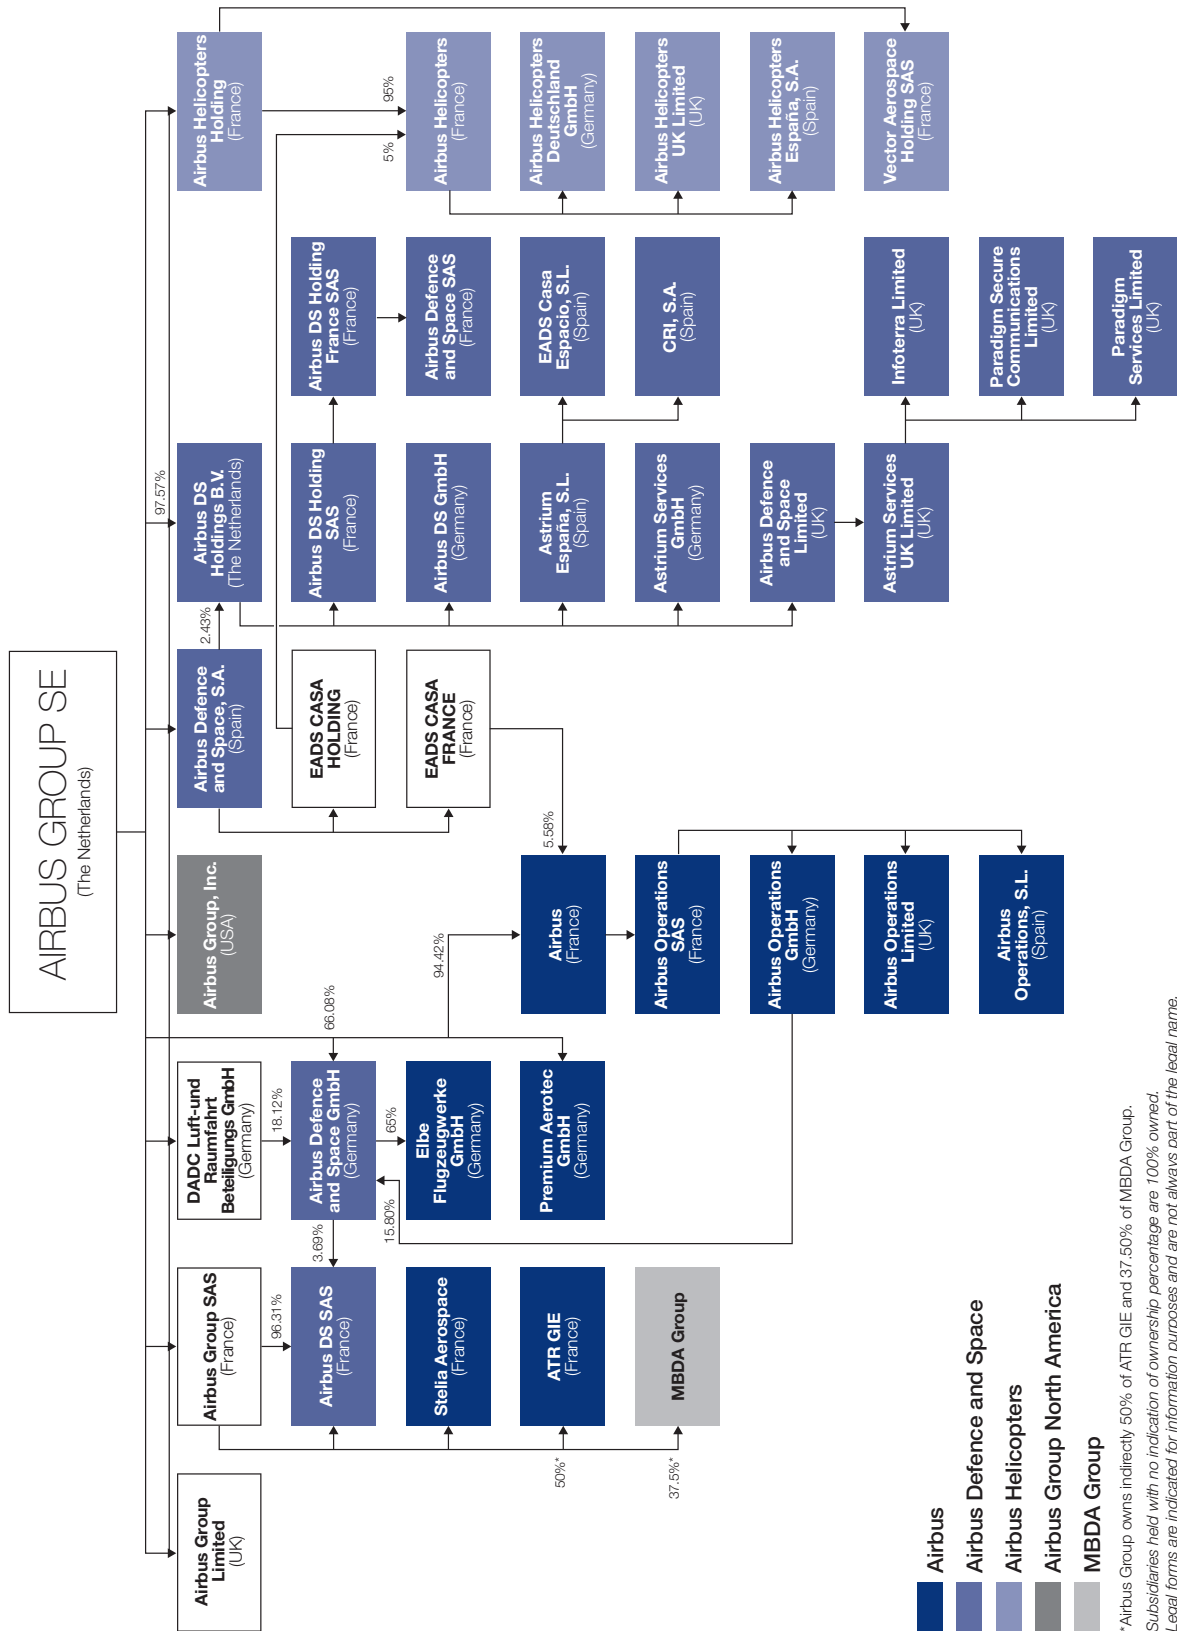 AIRBUS GROUP SE
(The Netherlands)
97.57%
Airbus Group
Limited
(UK)
Airbus Group SAS
(France)
DADC Luft-und
Raumfahrt
Beteiligungs GmbH
(Germany)
Airbus Group, Inc.
(USA)
Airbus Defence
and Space, S.A.
(Spain)
2.43%
Airbus DS
Holdings B.V.
(The Netherlands)
Airbus Helicopters
Holding
(France)
96.31%
18.12%
66.08%
Airbus DS SAS
(France)
3.69%
Airbus Defence
and Space GmbH
(Germany)
EADS CASA
HOLDING
(France)
Airbus DS Holding
SAS
(France)
Airbus DS Holding
France SAS
(France)
5%
95%
15.80%
65%
94.42%
Stelia Aerospace
(France)
Elbe
Flugzeugwerke
GmbH
(Germany)
EADS CASA
FRANCE
(France)
Airbus DS GmbH
(Germany)
Airbus Defence
and Space SAS
(France)
Airbus Helicopters
(France)
5.58%
50%*
ATR GIE
(France)
Premium Aerotec
GmbH
(Germany)
Airbus
(France)
Astrium
España, S.L.
(Spain)
EADS Casa
Espacio, S.L.
(Spain)
Airbus Helicopters
Deutschland
GmbH
(Germany)
37.5%*
MBDA Group
Airbus Operations
SAS
(France)
Astrium Services
GmbH
(Germany)
CRI, S.A.
(Spain)
Airbus Helicopters
UK Limited
(UK)
Airbus Operations
GmbH
(Germany)
Airbus Defence
and Space
Limited
(UK)
Airbus Helicopters
España, S.A.
(Spain)
Airbus Operations
Limited
(UK)
Astrium Services
UK Limited
(UK)
Infoterra Limited
(UK)
Vector Aerospace
Holding SAS
(France)
Airbus
Operations, S.L.
(Spain)
Paradigm Secure
Communications
Limited
(UK)
Paradigm
Services Limited
(UK)
Airbus
Airbus Defence and Space
Airbus Helicopters
Airbus Group North America
MBDA Group
*Airbus Group owns indirectly 50% of ATR GIE and 37.50% of MBDA Group.
Subsidiaries held with no indication of ownership percentage are 100% owned.
Legal forms are indicated for information purposes and are not always part of the legal name.